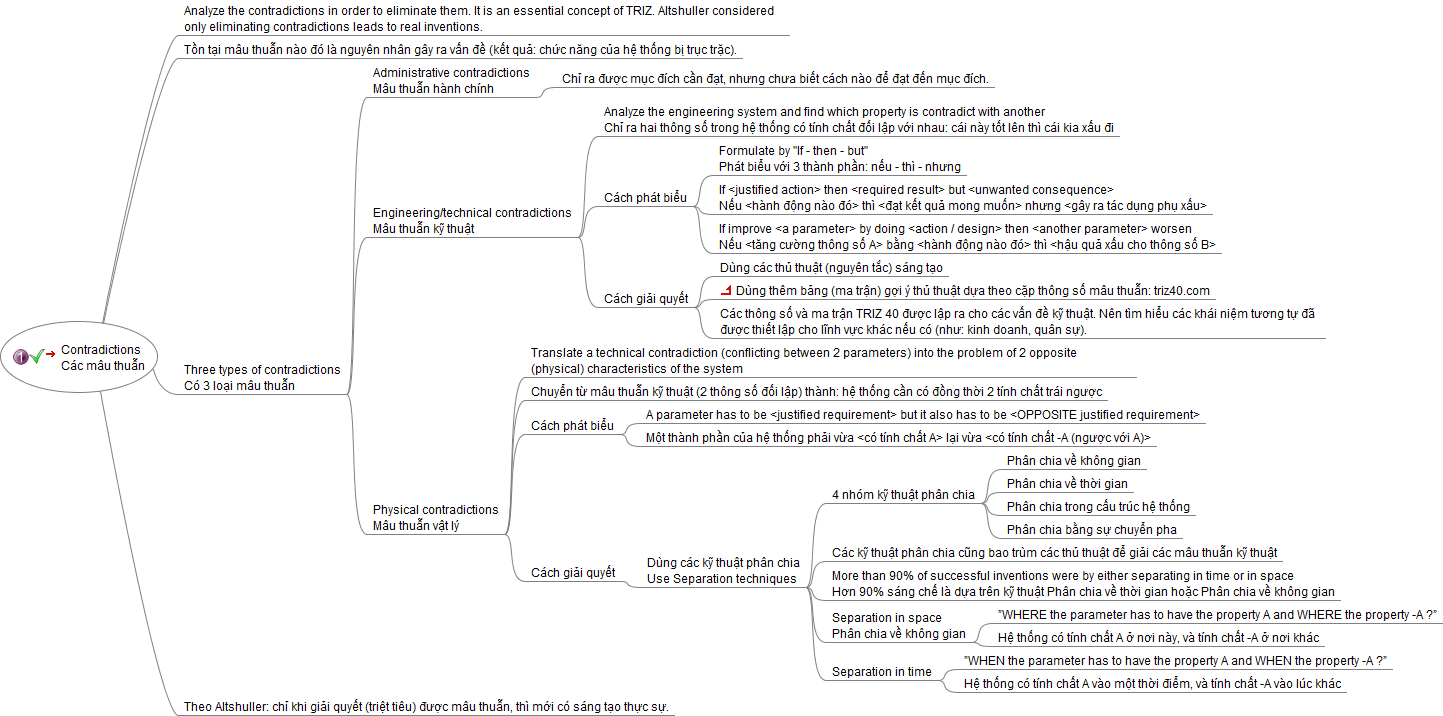 Analyze the contradictions in order to eliminate them. It is an essential concept of TRIZ. Altshuller considered
only eliminating contradictions leads to real inventions.
Tồn tại mâu thuẫn nào đó là nguyên nhân gây ra vấn đề (kết quả: chức năng của hệ thống bị trục trặc).
Administrative contradictions
Mâu thuẫn hành chính
Chỉ ra được mục đích cần đạt, nhưng chưa biết cách nào để đạt đến mục đích.
Analyze the engineering system and find which property is contradict with another
Chỉ ra hai thông số trong hệ thống có tính chất đối lập với nhau: cái này tốt lên thì cái kia xấu đi
Formulate by "If - then - but"
Phát biểu với 3 thành phần: nếu - thì - nhưng
Cách phát biểu
If <justified action> then <required result> but <unwanted consequence>
Nếu <hành động nào đó> thì <đạt kết quả mong muốn> nhưng <gây ra tác dụng phụ xấu>
Engineering/technical contradictions
Mâu thuẫn kỹ thuật
If improve <a parameter> by doing <action / design> then <another parameter> worsen
Nếu <tăng cường thông số A> bằng <hành động nào đó> thì <hậu quả xấu cho thông số B>
Dùng các thủ thuật (nguyên tắc) sáng tạo
Cách giải quyết
Dùng thêm bảng (ma trận) gợi ý thủ thuật dựa theo cặp thông số mâu thuẫn: triz40.com
Các thông số và ma trận TRIZ 40 được lập ra cho các vấn đề kỹ thuật. Nên tìm hiểu các khái niệm tương tự đã
được thiết lập cho lĩnh vực khác nếu có (như: kinh doanh, quân sự).
1
Contradictions
Các mâu thuẫn
Three types of contradictions
Có 3 loại mâu thuẫn
Translate a technical contradiction (conflicting between 2 parameters) into the problem of 2 opposite
(physical) characteristics of the system
Chuyển từ mâu thuẫn kỹ thuật (2 thông số đối lập) thành: hệ thống cần có đồng thời 2 tính chất trái ngược
Cách phát biểu
A parameter has to be <justified requirement> but it also has to be <OPPOSITE justified requirement>
Một thành phần của hệ thống phải vừa <có tính chất A> lại vừa <có tính chất -A (ngược với A)>
Physical contradictions
Mâu thuẫn vật lý
Phân chia về không gian
Phân chia về thời gian
4 nhóm kỹ thuật phân chia
Phân chia trong cấu trúc hệ thống
Phân chia bằng sự chuyển pha
Cách giải quyết
Dùng các kỹ thuật phân chia
Use Separation techniques
Các kỹ thuật phân chia cũng bao trùm các thủ thuật để giải các mâu thuẫn kỹ thuật
More than 90% of successful inventions were by either separating in time or in space
Hơn 90% sáng chế là dựa trên kỹ thuật Phân chia về thời gian hoặc Phân chia về không gian
Separation in space
Phân chia về không gian
"WHERE the parameter has to have the property A and WHERE the property -A ?"
Hệ thống có tính chất A ở nơi này, và tính chất -A ở nơi khác
Separation in time
"WHEN the parameter has to have the property A and WHEN the property -A ?"
Hệ thống có tính chất A vào một thời điểm, và tính chất -A vào lúc khác
Theo Altshuller: chỉ khi giải quyết (triệt tiêu) được mâu thuẫn, thì mới có sáng tạo thực sự.